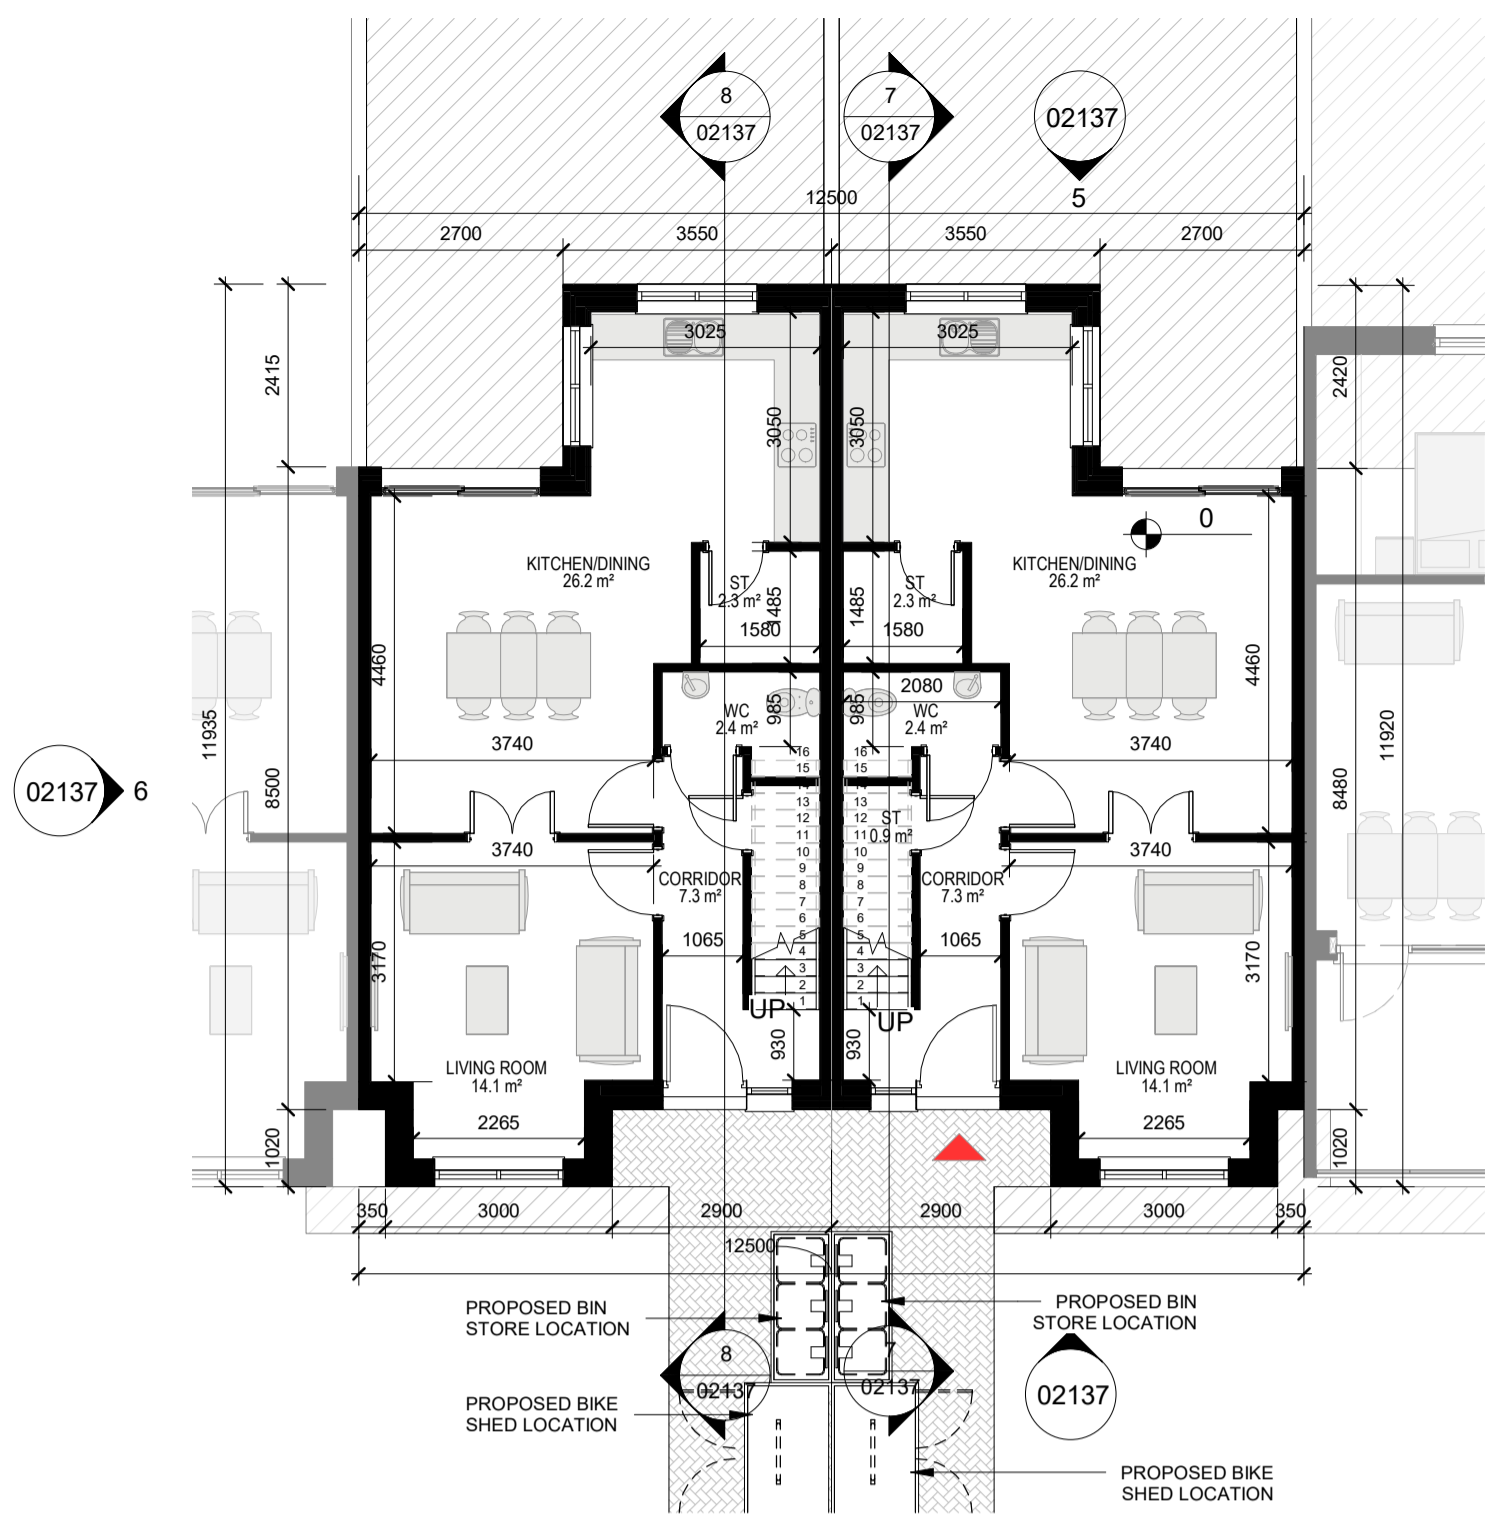 8
02137
7
02137
02137
5
12500
2700
3550
3550
2700
3025
3025
2415
2420
3050
3050
0
KITCHEN/DINING
26.2 m²
KITCHEN/DINING
26.2 m²
ST
2.3 m²
ST
2.3 m²
1485
1485
1580
1580
4460
4460
2080
WC
2.4 m²
WC
2.4 m²
985
985
11935
11920
8500
8480
3740
3740
02137
6
16
15
14
13
12
11
10
9
8
7
6
5
4
3
2
1
16
15
14
13
12
11
10
9
8
7
6
5
4
3
2
1
ST
0.9 m²
3740
3740
CORRIDOR
7.3 m²
CORRIDOR
7.3 m²
1065
1065
3170
3170
UP
UP
930
930
LIVING ROOM
14.1 m²
LIVING ROOM
14.1 m²
2265
2265
1020
1020
350
3000
2900
2900
3000
350
12500
PROPOSED BIN
STORE LOCATION
PROPOSED BIN
STORE LOCATION
8
02137
7
02137
02137
PROPOSED BIKE
SHED LOCATION
PROPOSED BIKE
SHED LOCATION